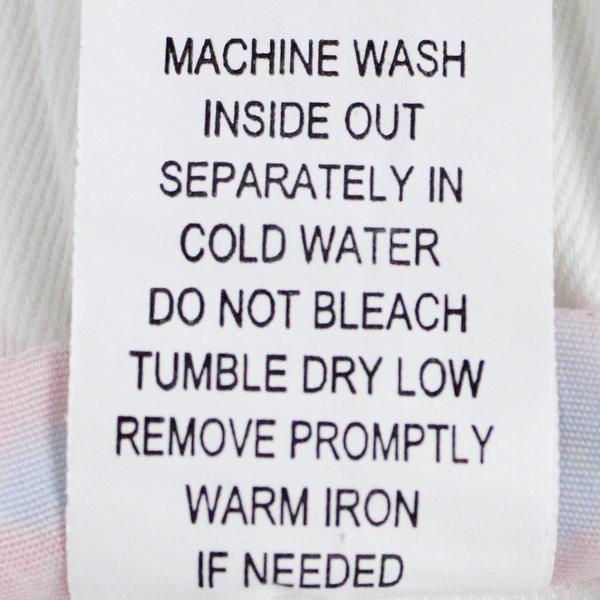 MACHINE WASH
INSIDE OUT
SEPARATELY IN
COLD WATER
DO NOT BLEACH
TUMBLE DRY LOW
REMOVE PROMPTLY
WARM IRON
IF NEEDED